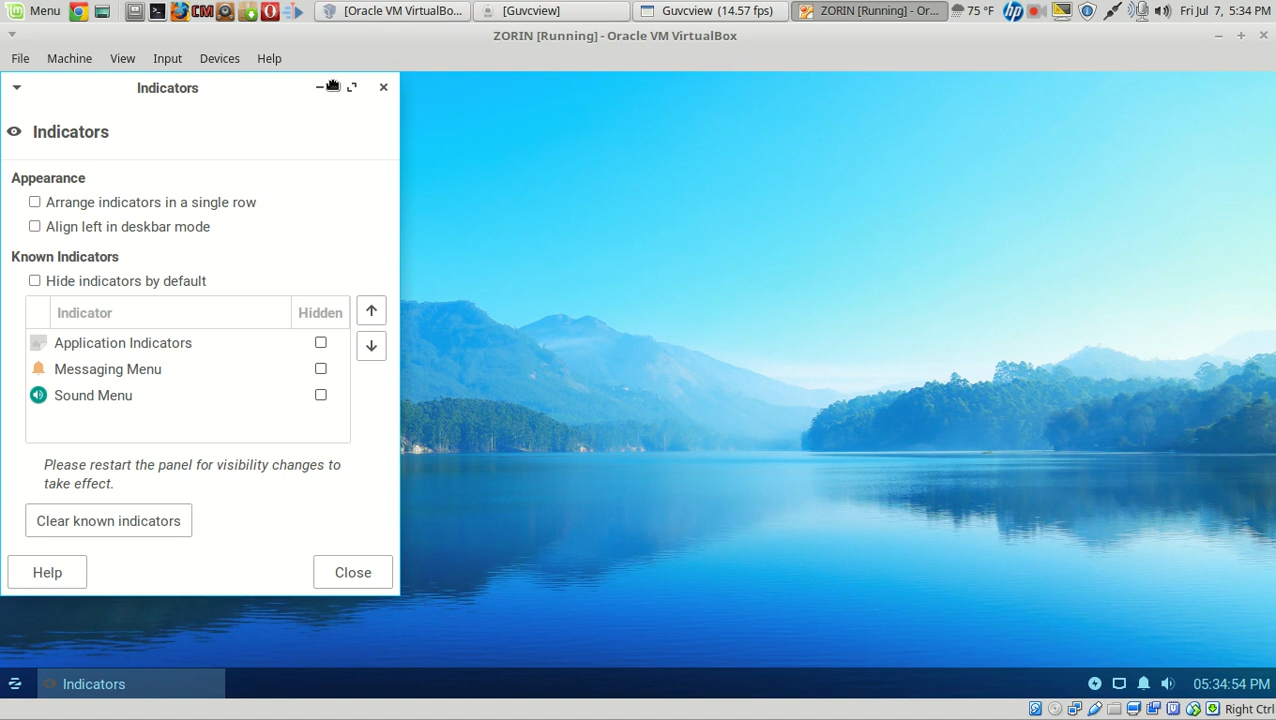 Menu
[Oracle VM VirtualBo...
[Guvcview]
Guvcview (14.57 fps)
ZORIN [Running] - Or...
75 °F
Fri Jul 7, 5:34 PM
ZORIN [Running] - Oracle VM VirtualBox
File Machine View Input Devices Help
Indicators
Indicators
Appearance
Arrange indicators in a single row
Align left in deskbar mode
Known Indicators
Hide indicators by default
Indicator Hidden
Application Indicators
Messaging Menu
Sound Menu
Please restart the panel for visibility changes to
take effect.
Clear known indicators
Help Close
Indicators
05:34:54 PM
Right Ctrl